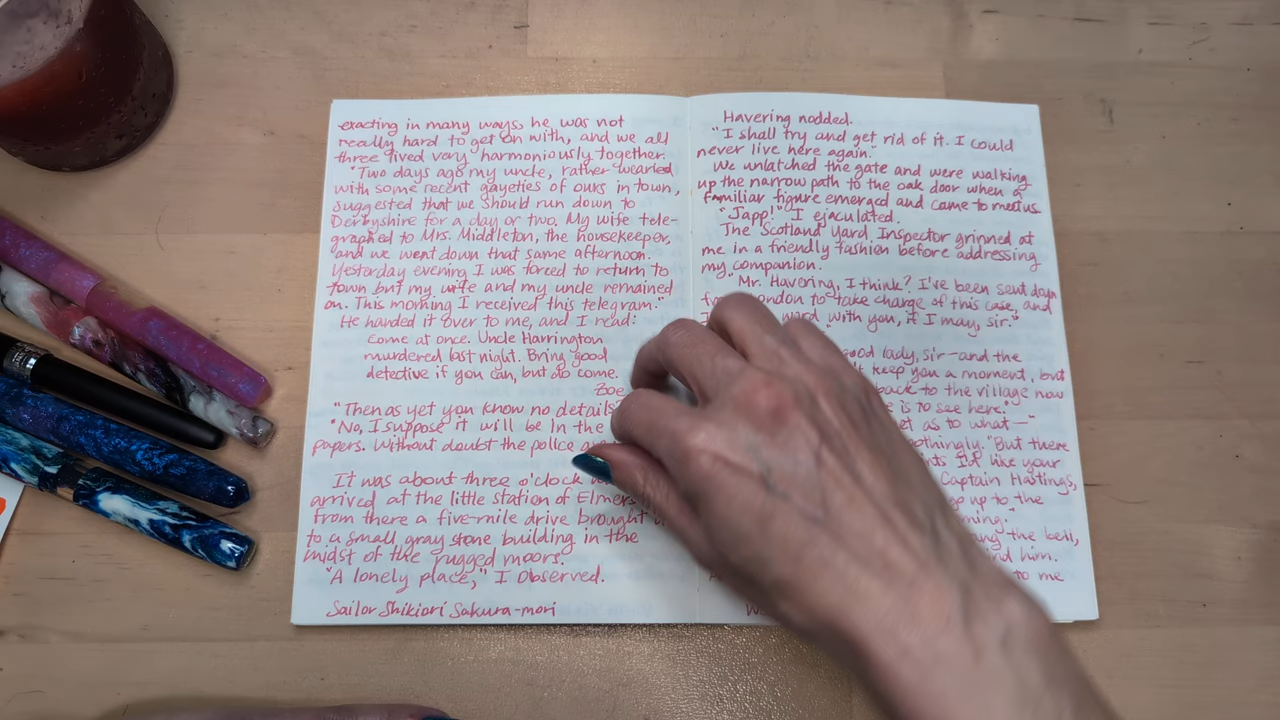 exacting in many ways, he was not
really hard to get on with, and we all
three lived very harmoniously together.
"Two days ago my uncle, rather wearied
with some recent gayeties of ours in town,
suggested that we should run down to
Derbyshire for a day or two. My wife tele-
graphed to Mrs. Middleton, the housekeeper,
and we went down that same afternoon.
Yesterday evening I was forced to return to
town but my wife and my uncle remained
on. This morning I received this telegram."
He handed it over to me, and I read:
come at once. Uncle Harrington
murdered last night. Bring good
detective if you can, but do come.
Zoe
"Then as yet you know no details
"No, I suppose it will be in the
papers. Without doubt the police
It was about three o'clock
arrived at the little station of Elmers
From there a five-mile drive brought
to a small gray stone building in the
midst of the rugged moors.
"A lonely place," I observed.
Sailor Shikiori Sakura-mori
Havering nodded.
"I shall try and get rid of it. I could
never live here again."
We unlatched the gate and were walking
up the narrow path to the oak door when a
familiar figure emerged and came to meet us.
"Japp!" I ejaculated.
The Scotland Yard Inspector grinned at
me in a friendly fashion before addressing
my companion.
"Mr. Havering, I think? I've been sent down
London to take charge of this case, and
with you, if I may, sir."
good lady, sir-and the
keep you a moment, but
back to the village now
is to see here."
as to what—"
"But there
like your
Captain Hastings,
up to the
the bell,
him.
to me